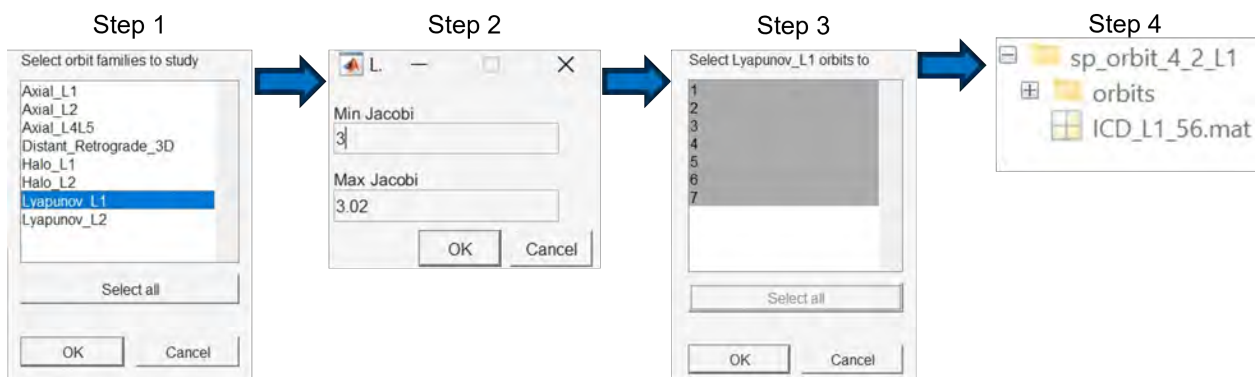 Step 1
Select orbit families to study
Axial_L1
Axial_L2
Axial_L4L5
Distant_Retrograde_3D
Halo_L1
Halo_L2
Lyapunov_L1
Lyapunov_L2
Select all
OK Cancel
Step 2
L.
Min Jacobi
3
Max Jacobi
3.02
OK Cancel
Step 3
Select Lyapunov_L1 orbits to
1
2
3
4
5
6
7
Select all
OK Cancel
Step 4
sp_orbit_4_2_L1
orbits
ICD_L1_56.mat